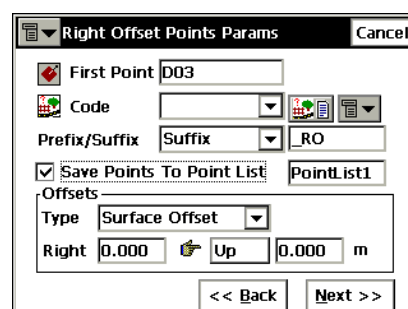 Right Offset Points Params Cancel
First Point D03
Code
Prefix/Suffix Suffix _RO
Save Points To Point List PointList1
Offsets
Type Surface Offset
Right 0.000 Up 0.000 m
<< Back Next >>